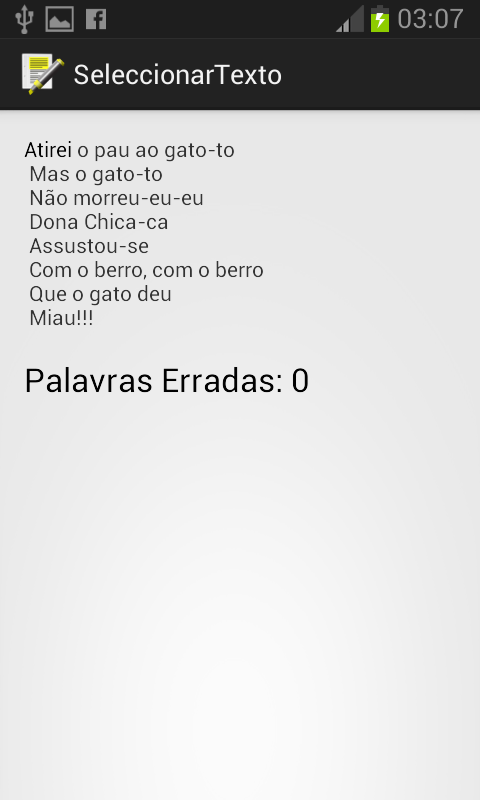 03:07
SeleccionarTexto
Atirei o pau ao gato-to
Mas o gato-to
Não morreu-eu-eu
Dona Chica-ca
Assustou-se
Com o berro, com o berro
Que o gato deu
Miau!!!
Palavras Erradas: 0